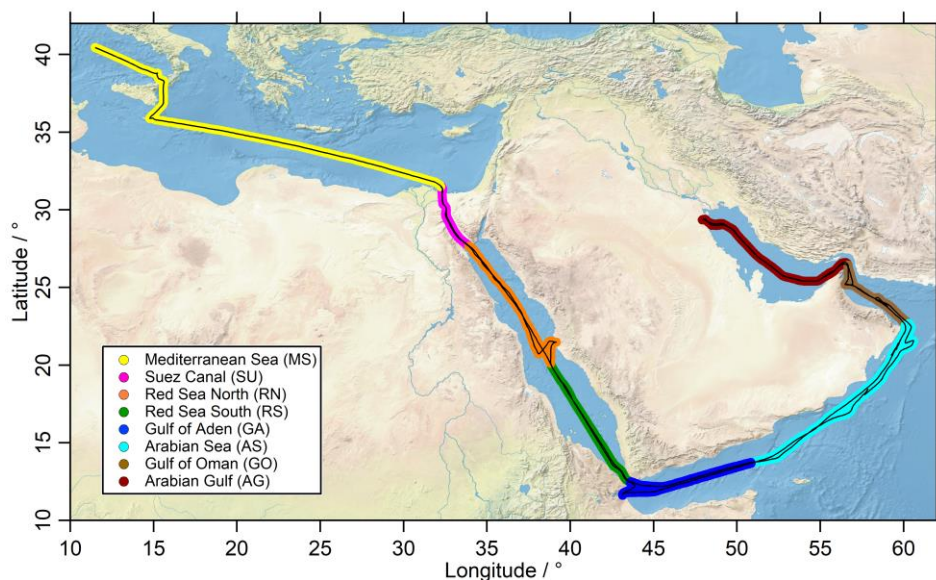 40
35
30
25
20
15
10
Latitude / °
Mediterranean Sea (MS)
Suez Canal (SU)
Red Sea North (RN)
Red Sea South (RS)
Gulf of Aden (GA)
Arabian Sea (AS)
Gulf of Oman (GO)
Arabian Gulf (AG)
10 15 20 25 30 35 40 45 50 55 60
Longitude / °